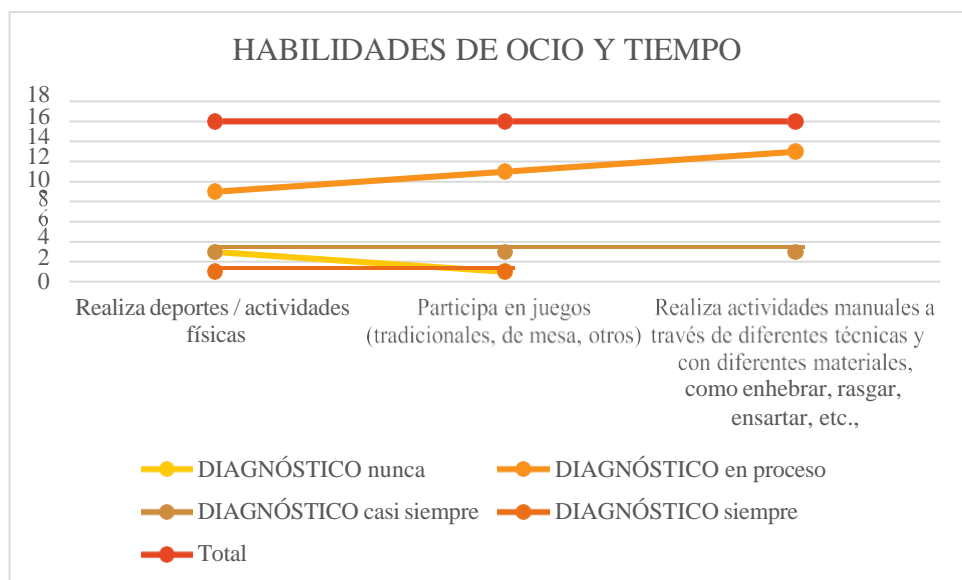 HABILIDADES DE OCIO Y TIEMPO
18
16
14
12
10
8
6
4
2
0
Realiza deportes / actividades
físicas
Participa en juegos
(tradicionales, de mesa, otros)
Realiza actividades manuales a
través de diferentes técnicas y
con diferentes materiales,
como enhebrar, rasgar,
ensartar, etc.,
DIAGNÓSTICO nunca
DIAGNÓSTICO en proceso
DIAGNÓSTICO casi siempre
DIAGNÓSTICO siempre
Total